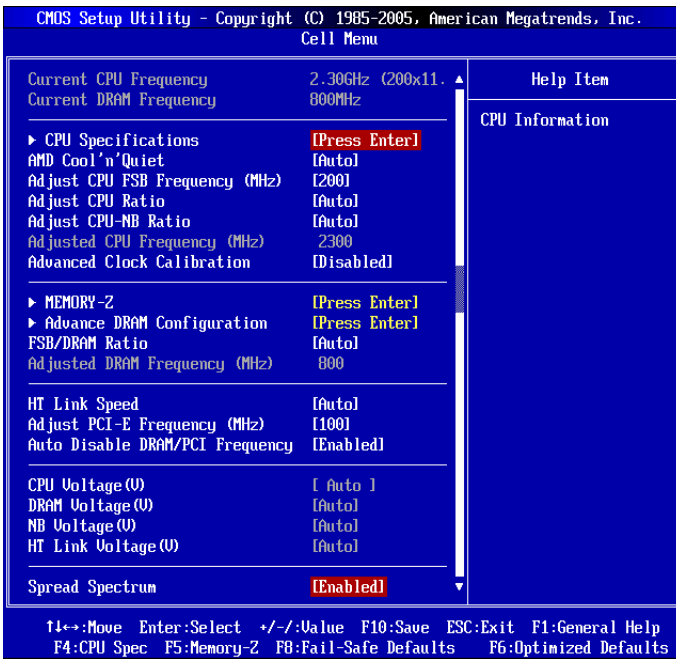 CMOS Setup Utility - Copyright (C) 1985-2005, American Megatrends, Inc.
Cell Menu
Current CPU Frequency 2.30GHz (200x11.
Current DRAM Frequency 800MHz
Help Item
CPU Information
▶ CPU Specifications [Press Enter]
AMD Cool'n'Quiet [Auto]
Adjust CPU FSB Frequency (MHz) [200]
Adjust CPU Ratio [Auto]
Adjust CPU-NB Ratio [Auto]
Adjusted CPU Frequency (MHz) 2300
Advanced Clock Calibration [Disabled]
▶ MEMORY-Z [Press Enter]
▶ Advance DRAM Configuration [Press Enter]
FSB/DRAM Ratio [Auto]
Adjusted DRAM Frequency (MHz) 800
HT Link Speed [Auto]
Adjust PCI-E Frequency (MHz) [100]
Auto Disable DRAM/PCI Frequency [Enabled]
CPU Voltage(V) [ Auto ]
DRAM Voltage(V) [Auto]
NB Voltage(V) [Auto]
HT Link Voltage(V) [Auto]
Spread Spectrum [Enabled]
↑↓←→:Move Enter:Select +/-/:Value F10:Save ESC:Exit F1:General Help
F4:CPU Spec F5:Memory-Z F8:Fail-Safe Defaults F6:Optimized Defaults